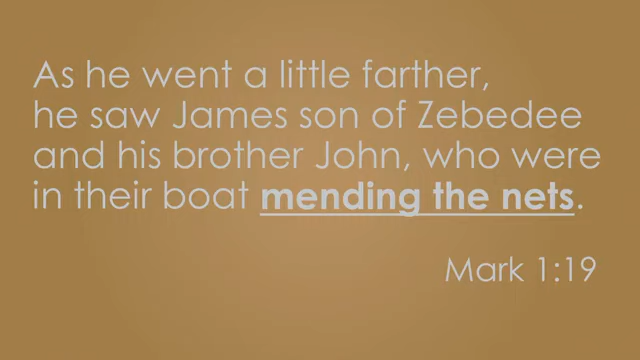 As he went a little farther,
he saw James son of Zebedee
and his brother John, who were
in their boat mending the nets.
Mark 1:19